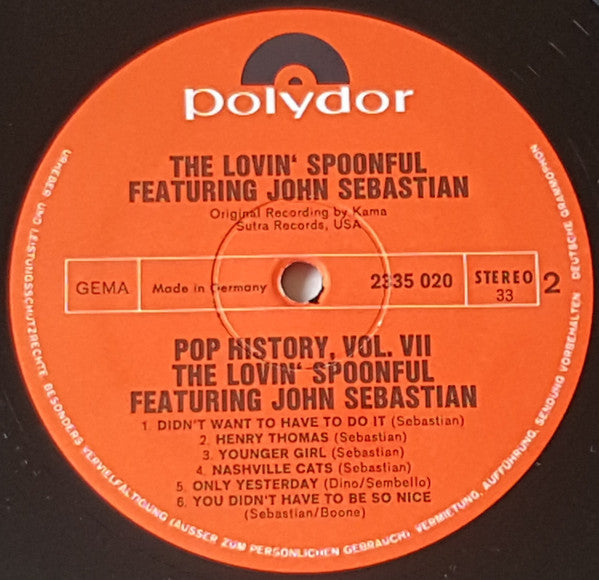 polydor
THE LOVIN' SPOONFUL
FEATURING JOHN SEBASTIAN
Original Recording by Kama
Sutra Records, USA
GEMA
Made in Germany
2335 020
STEREO
33
2
POP HISTORY, VOL. VII
THE LOVIN' SPOONFUL
FEATURING JOHN SEBASTIAN
1. DIDN'T WANT TO HAVE TO DO IT (Sebastian)
2. HENRY THOMAS (Sebastian)
3. YOUNGER GIRL (Sebastian)
4. NASHVILLE CATS (Sebastian)
5. ONLY YESTERDAY (Dino/Sembello)
6. YOU DIDN'T HAVE TO BE SO NICE
(Sebastian/Boone)
URHEBER UND LEISTUNGSSCHUTZRECHTE BESONDERS VERVIELFÄLTIGUNG (AUSSER ZUM PERSÖNLICHEN GEBRAUCH), VERMIETUNG, AUFFÜHRUNG, SENDUNG VORBEHALTEN DEUTSCHE GRAMMOPHON